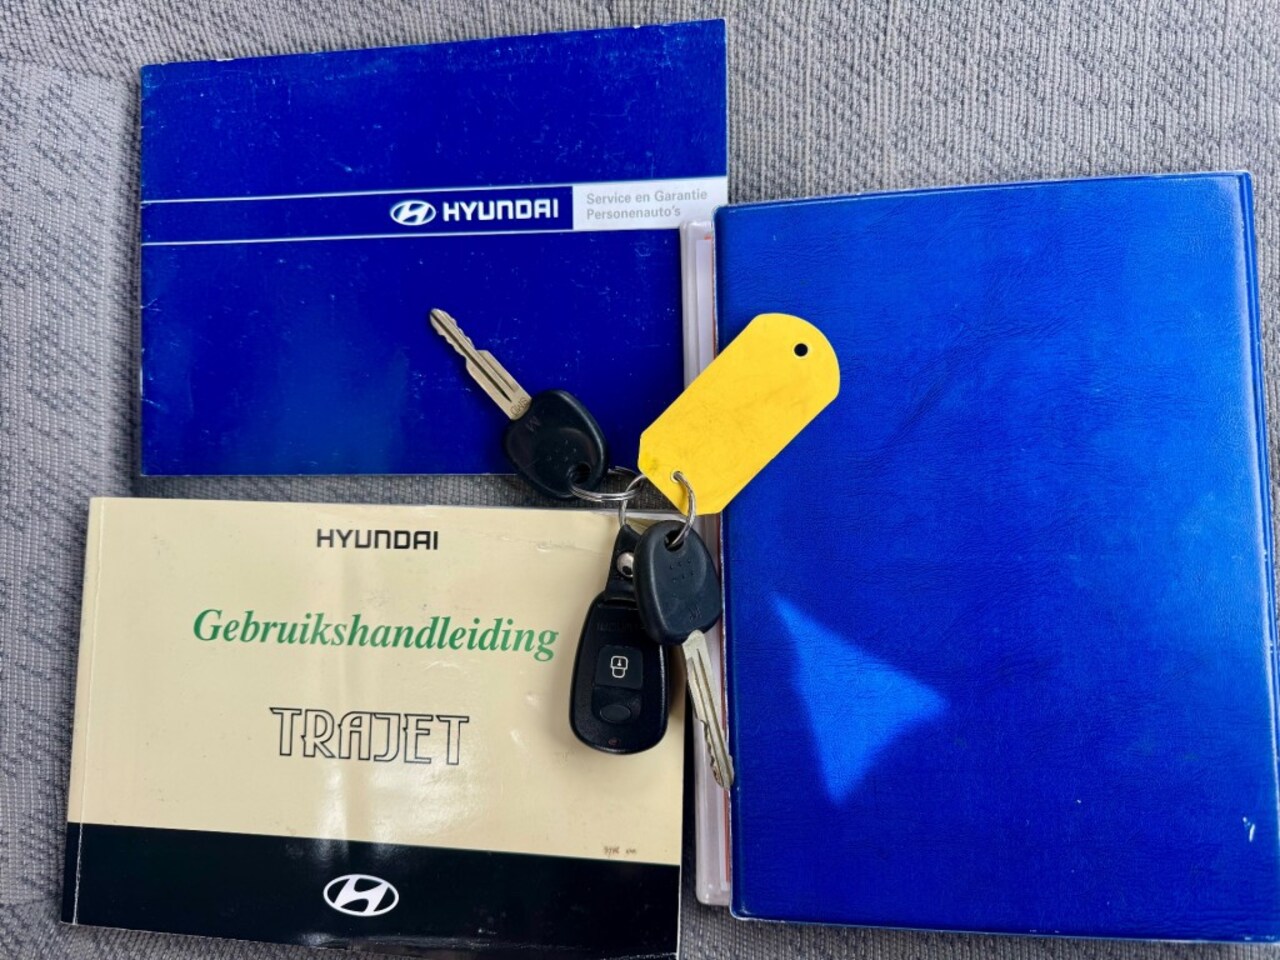 HYUNDAI
Service en Garantie
Personenauto's
HYUNDAI
Gebruikshandleiding
TRAJET